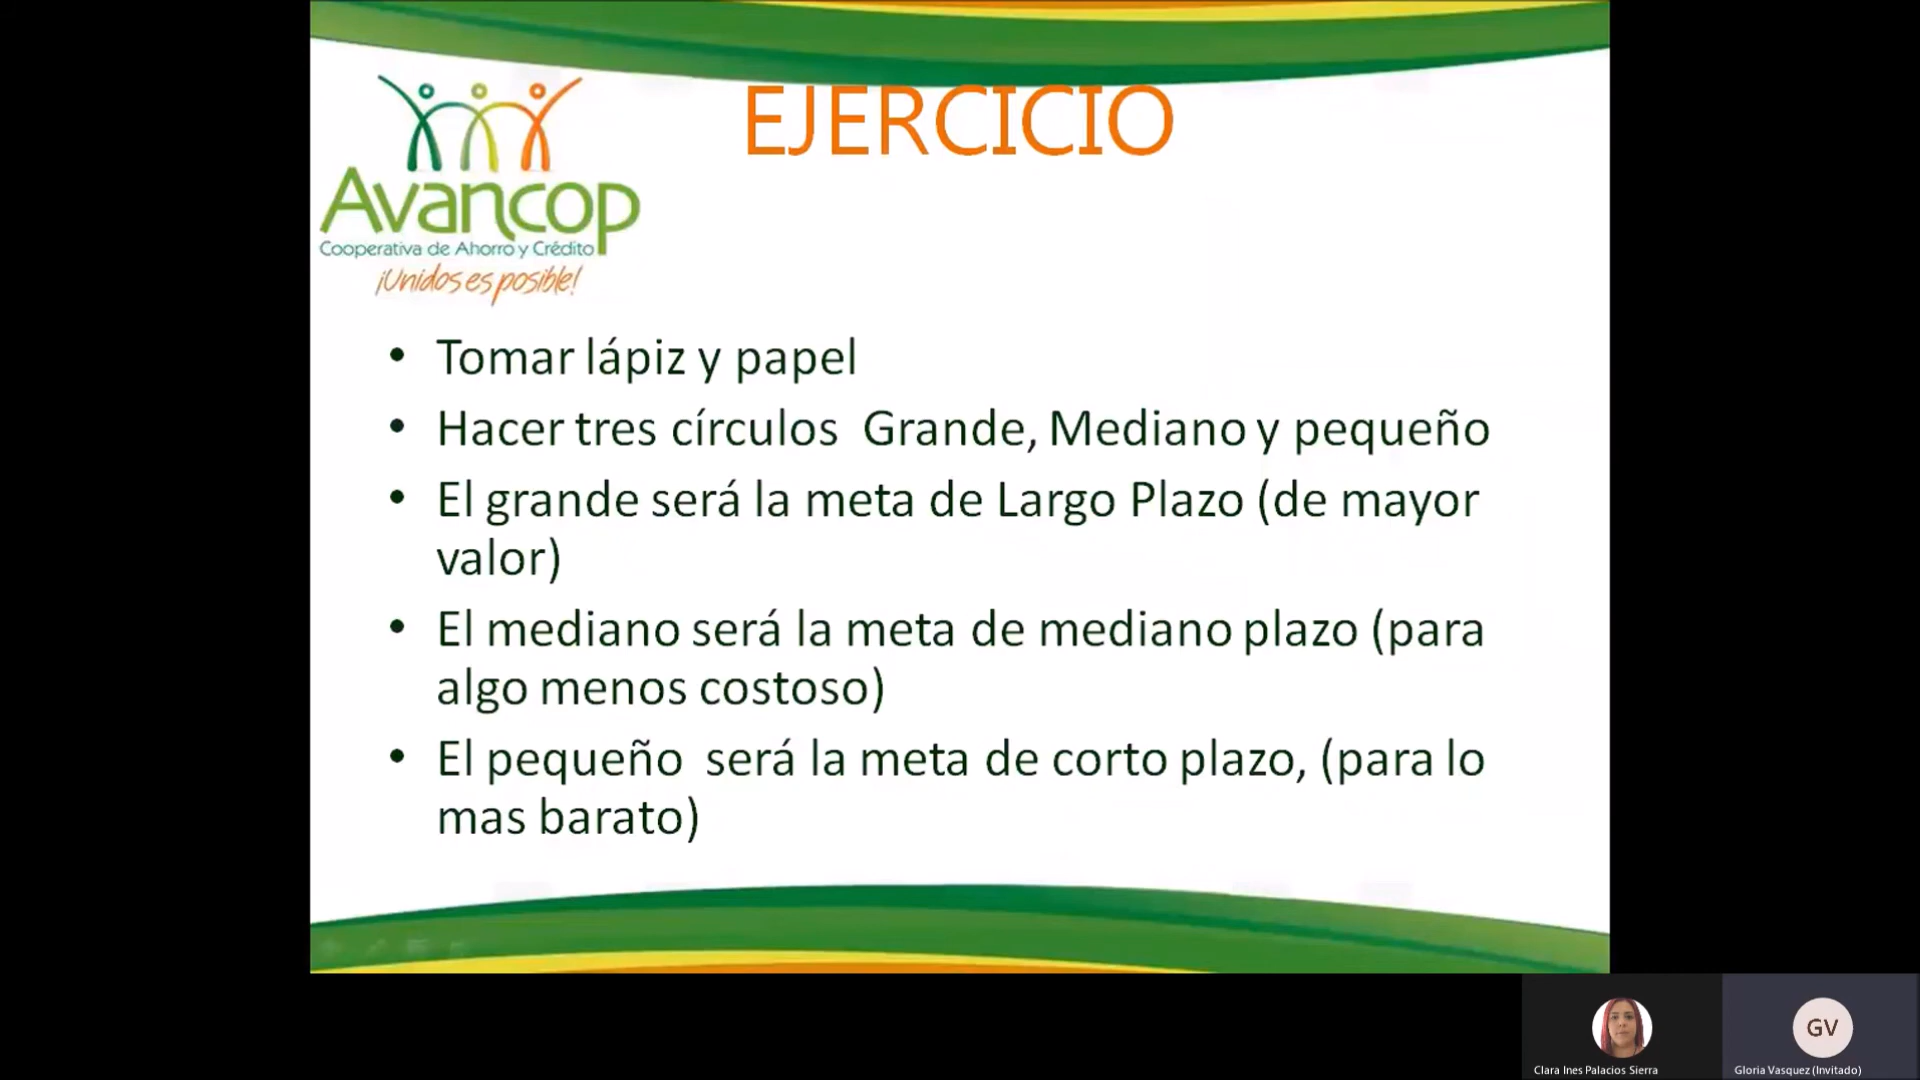 EJERCICIO
Avancop
Cooperativa de Ahorro y Crédito
¡Unidos es posible!
• Tomar lápiz y papel
• Hacer tres círculos Grande, Mediano y pequeño
• El grande será la meta de Largo Plazo (de mayor
valor)
• El mediano será la meta de mediano plazo (para
algo menos costoso)
• El pequeño será la meta de corto plazo, (para lo
mas barato)
GV
Clara Ines Palacios Sierra
Gloria Vasquez (Invitado)